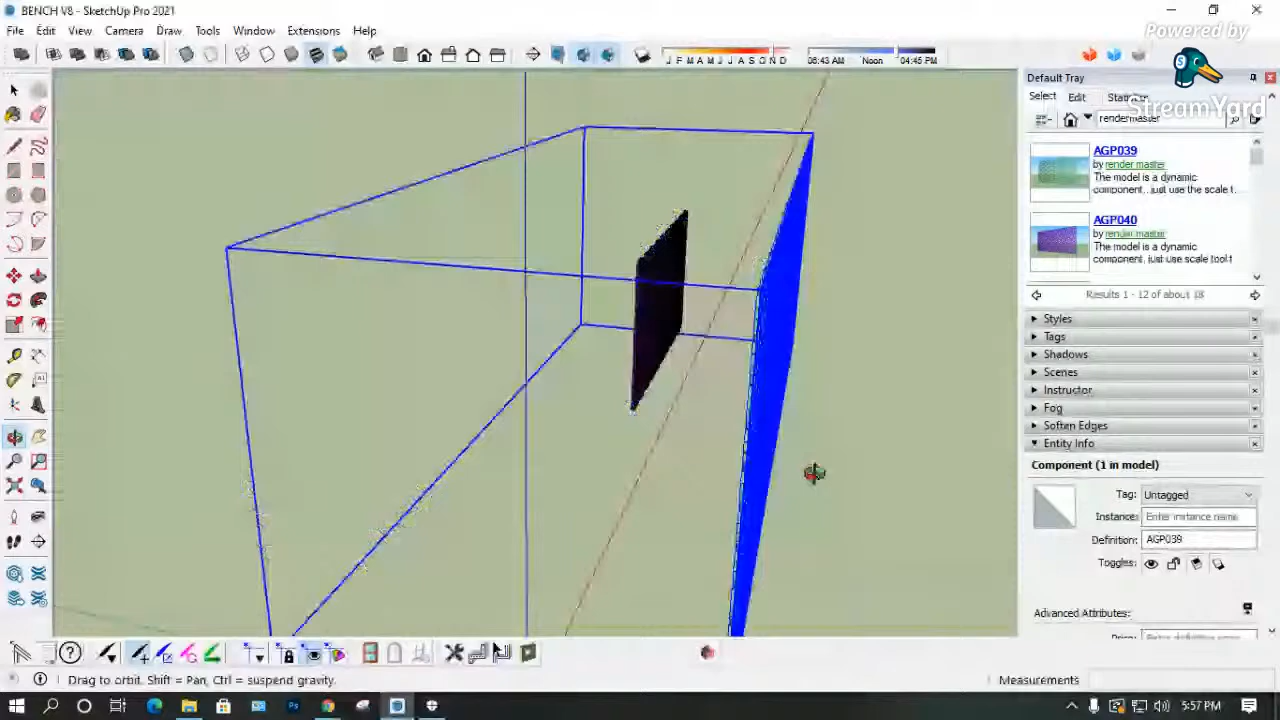 BENCH V8 - SketchUp Pro 2021
File Edit View Camera Draw Tools Window Extensions Help
Powered by
StreamYard
J F M A M J J A S O N D
06:43 AM Noon 04:45 PM
Default Tray
Select Edit
rendermaster
AGP039
by render master
The model is a dynamic
component, just use the scale t...
AGP040
by render master
The model is a dynamic
component, just use scale tool t
Results 1 - 12 of about
Styles
Tags
Shadows
Scenes
Instructor
Fog
Soften Edges
Entity Info
Component (1 in model)
Tag: Untagged
Instance: Enter instance name
Definition: AGP039
Toggles:
Advanced Attributes:
Drag to orbit. Shift = Pan, Ctrl = suspend gravity.
Measurements
5:57 PM